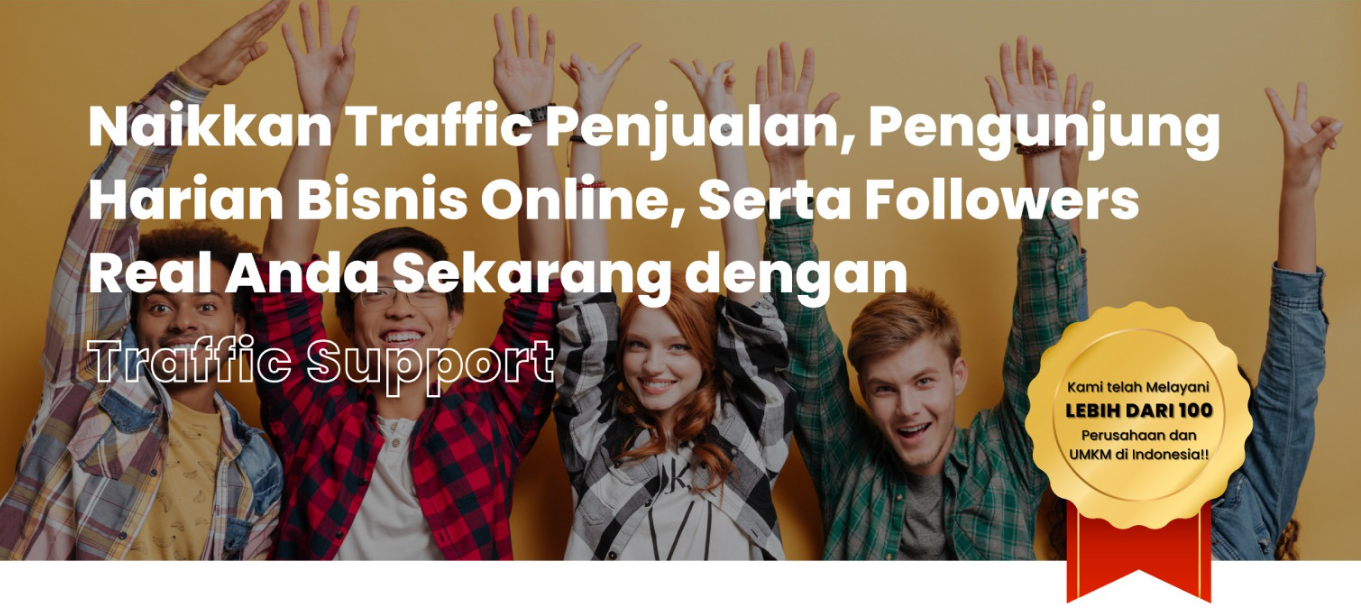 Naikkan Traffic Penjualan, Pengunjung
Harian Bisnis Online, Serta Followers
Real Anda Sekarang dengan
Traffic Support
Kami telah Melayani
LEBIH DARI 100
Perusahaan dan
UMKM di Indonesia!!